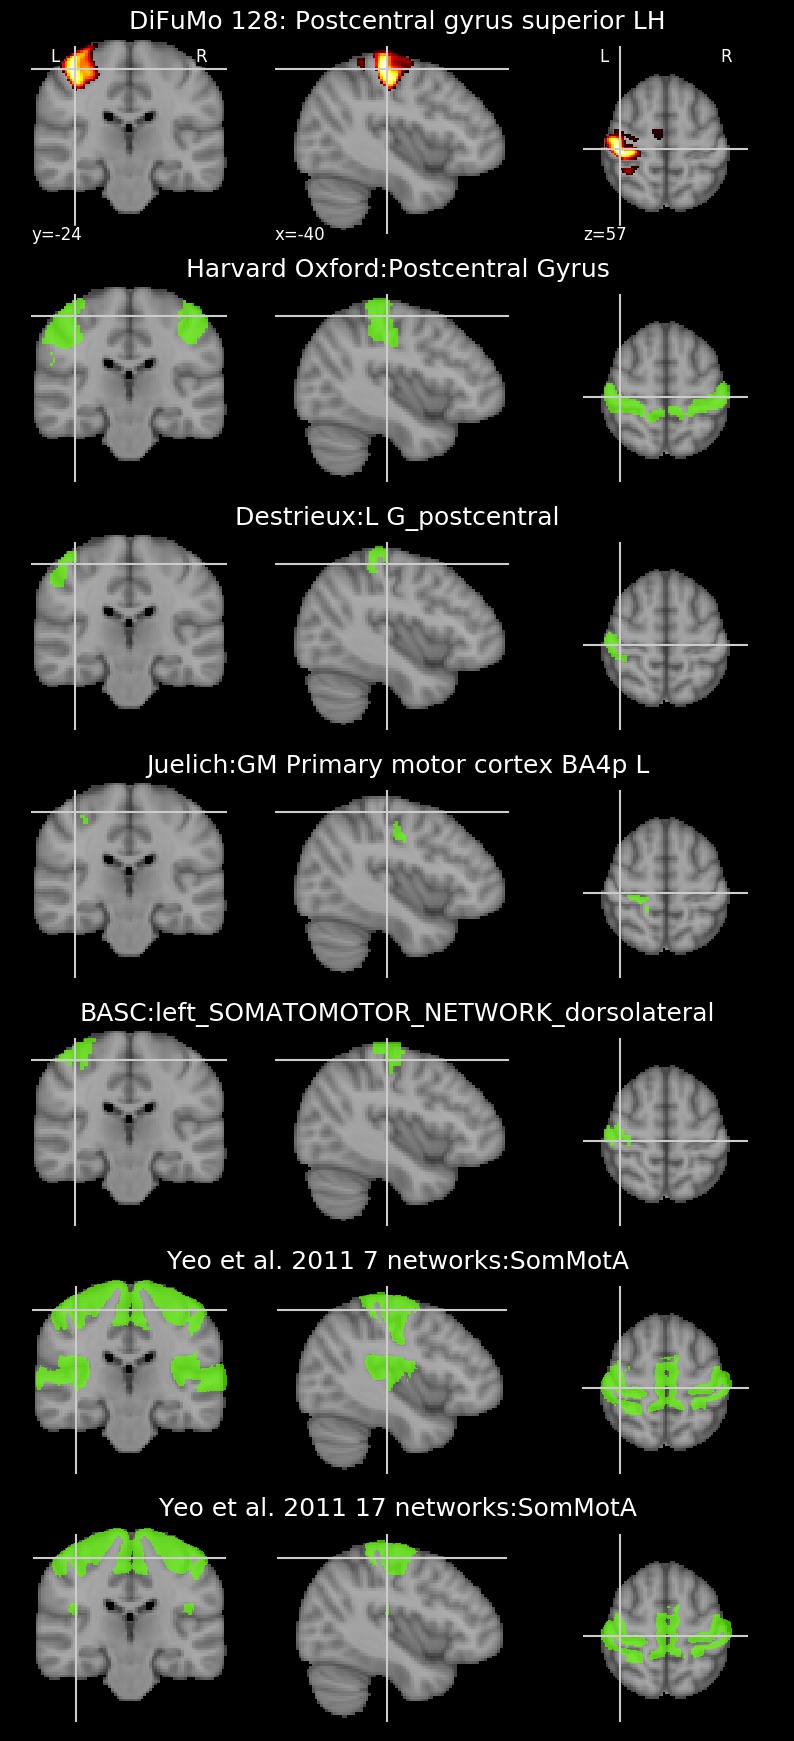 DiFuMo 128: Postcentral gyrus superior LH
L R L R
y=-24 x=-40 z=57
Harvard Oxford:Postcentral Gyrus
Destrieux:L G_postcentral
Juelich:GM Primary motor cortex BA4p L
BASC:left_SOMATOMOTOR_NETWORK_dorsolateral
Yeo et al. 2011 7 networks:SomMotA
Yeo et al. 2011 17 networks:SomMotA